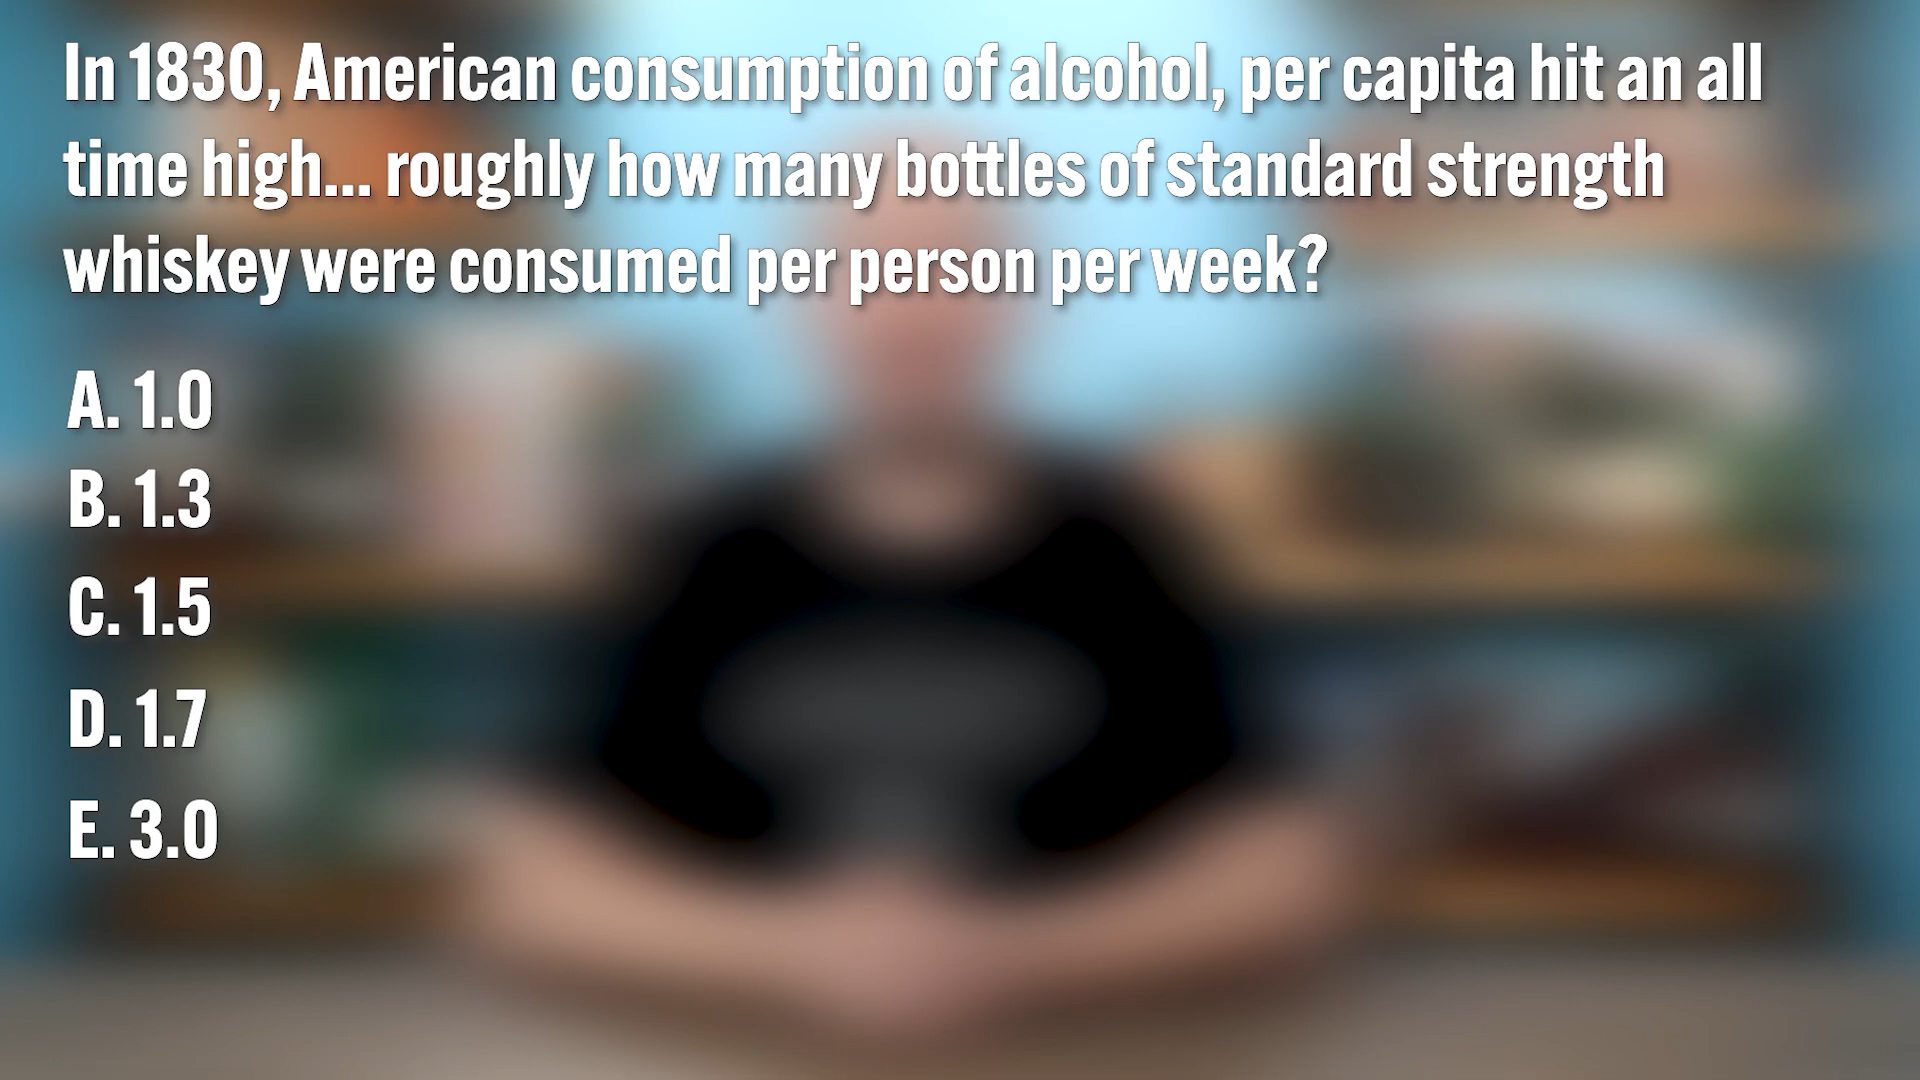 In 1830, American consumption of alcohol, per capita hit an all
time high... roughly how many bottles of standard strength
whiskey were consumed per person per week?
A. 1.0
B. 1.3
C. 1.5
D. 1.7
E. 3.0